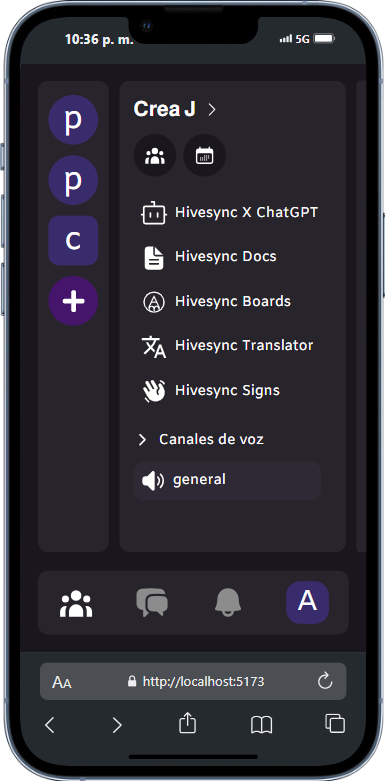 10:36 p. m.
5G
p
p
c
Crea J
Hivesync X ChatGPT
Hivesync Docs
Hivesync Boards
Hivesync Translator
Hivesync Signs
Canales de voz
general
A
AA
http://localhost:5173